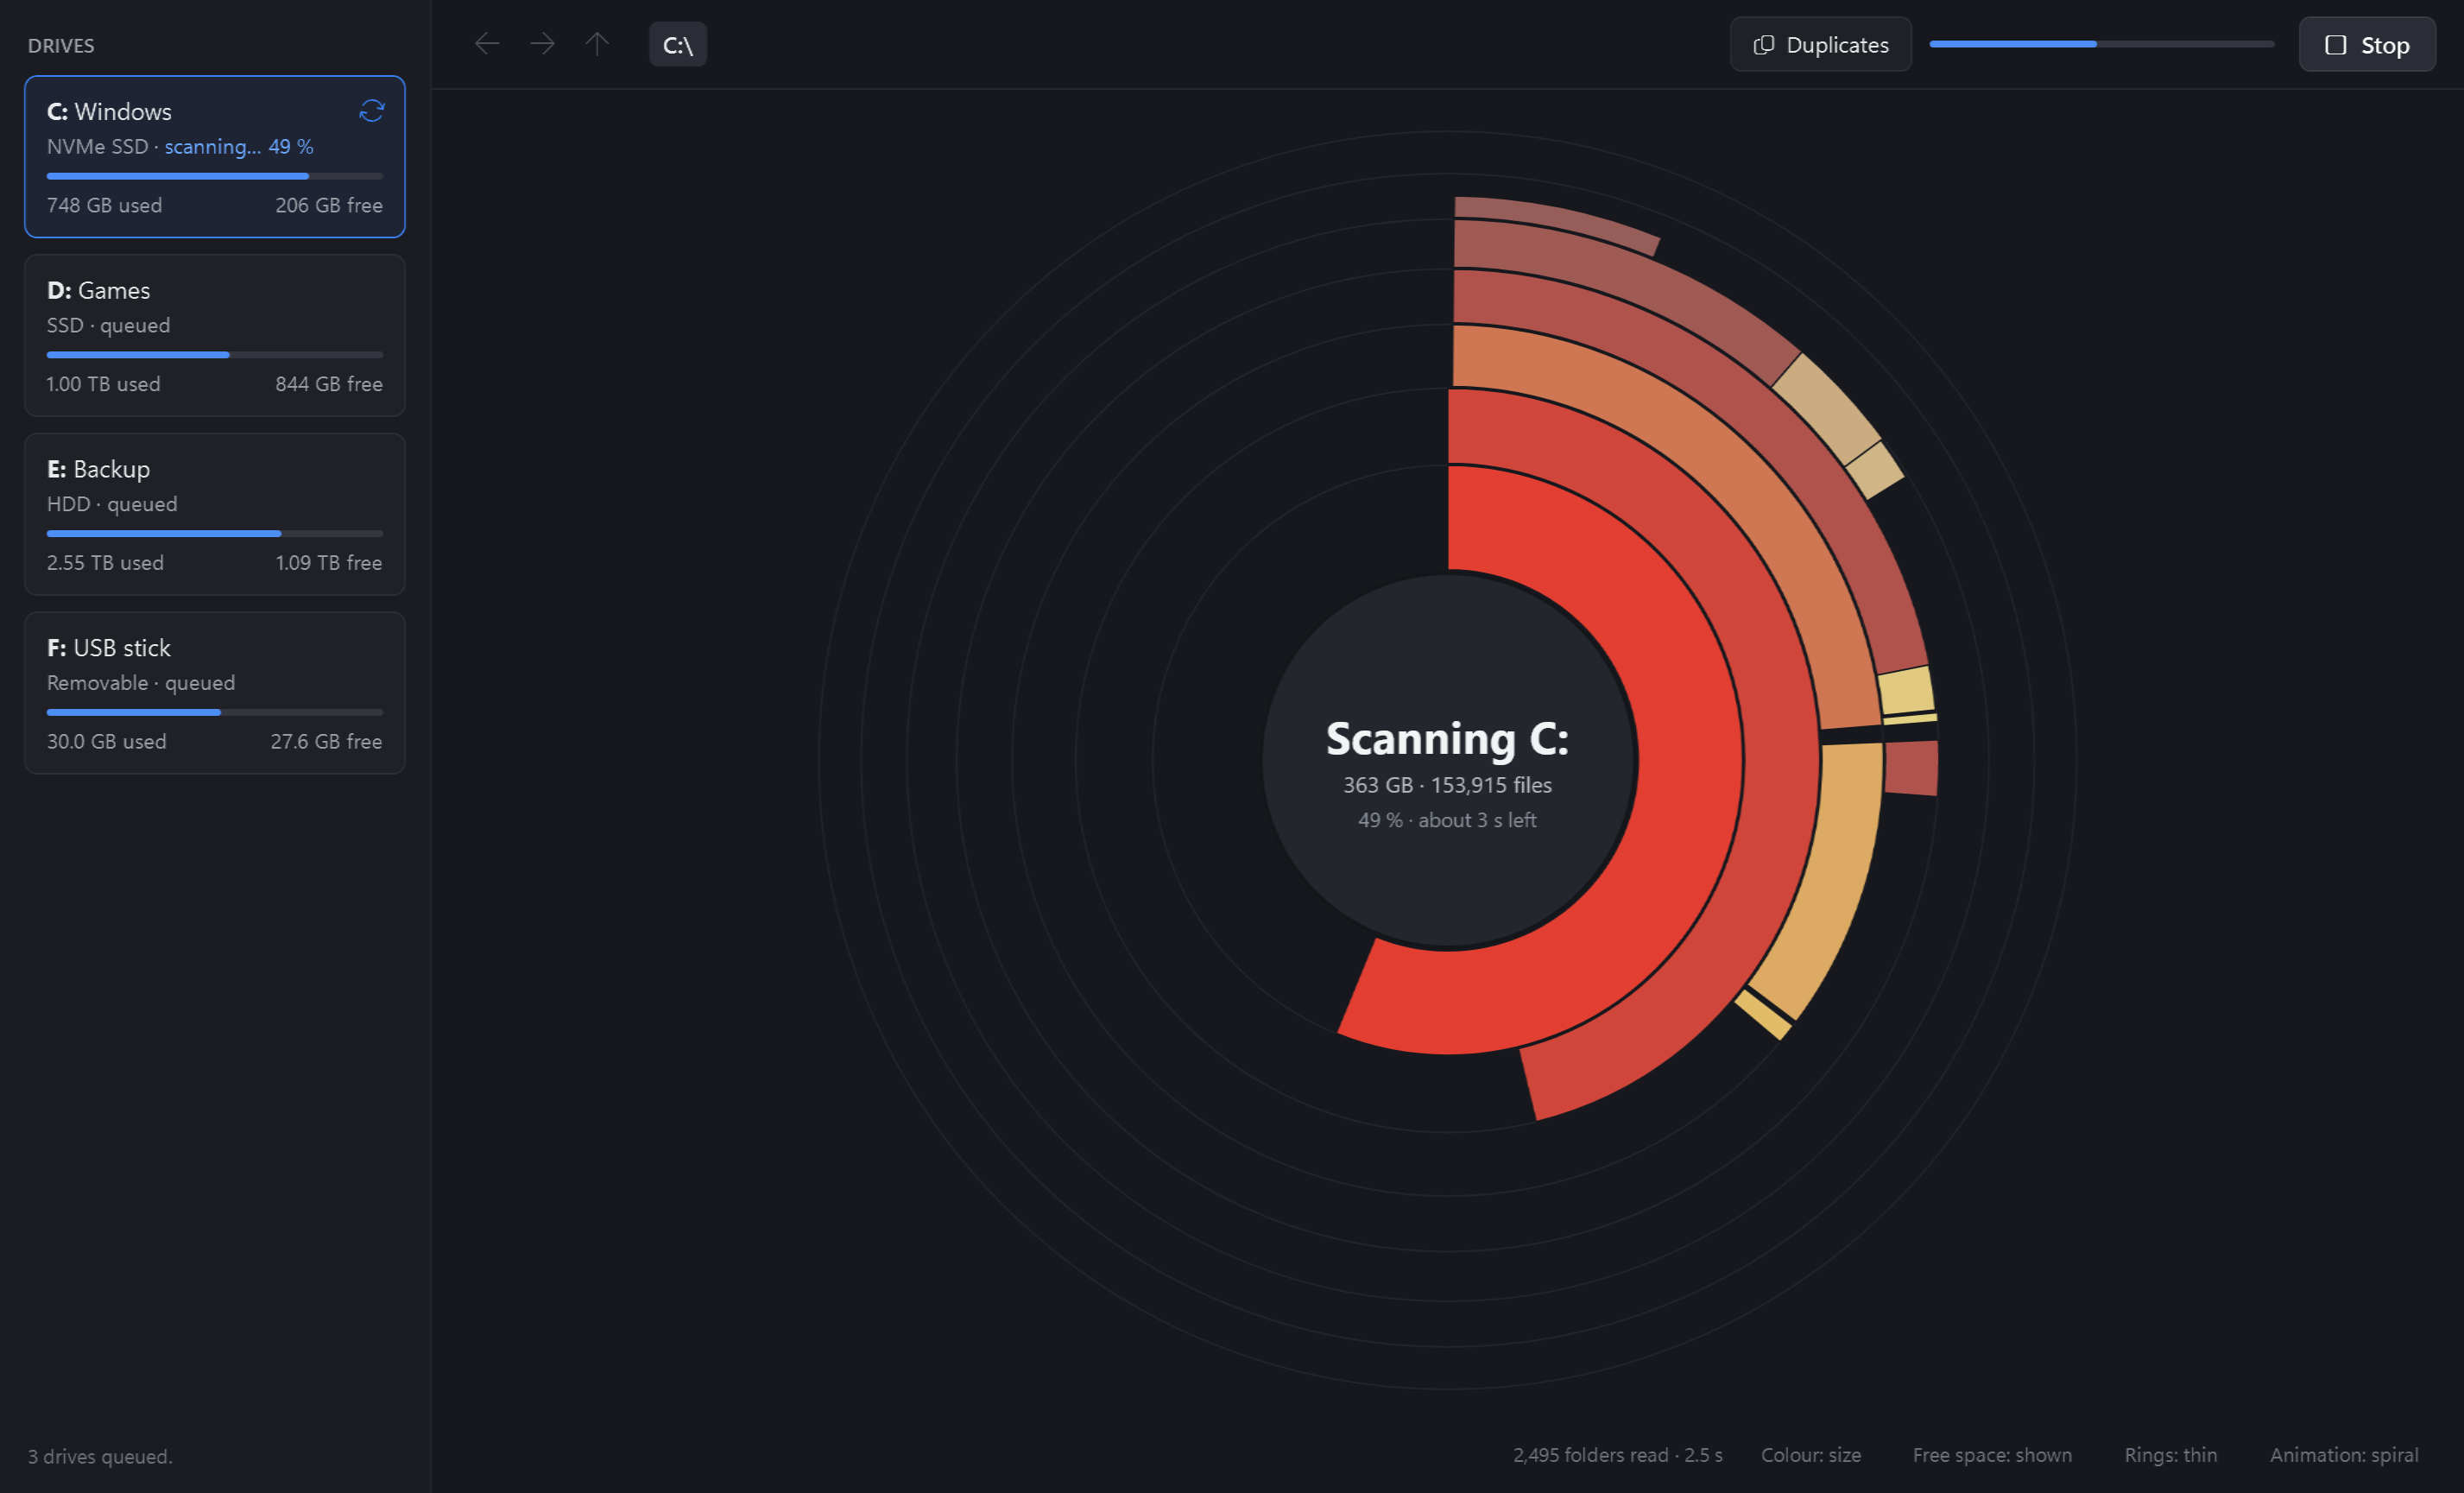 DRIVES
C: Windows
NVMe SSD · scanning... 49 %
748 GB used 206 GB free
D: Games
SSD · queued
1.00 TB used 844 GB free
E: Backup
HDD · queued
2.55 TB used 1.09 TB free
F: USB stick
Removable · queued
30.0 GB used 27.6 GB free
3 drives queued.
C:\
Duplicates
Stop
Scanning C:
363 GB · 153,915 files
49 % · about 3 s left
2,495 folders read · 2.5 s Colour: size Free space: shown Rings: thin Animation: spiral